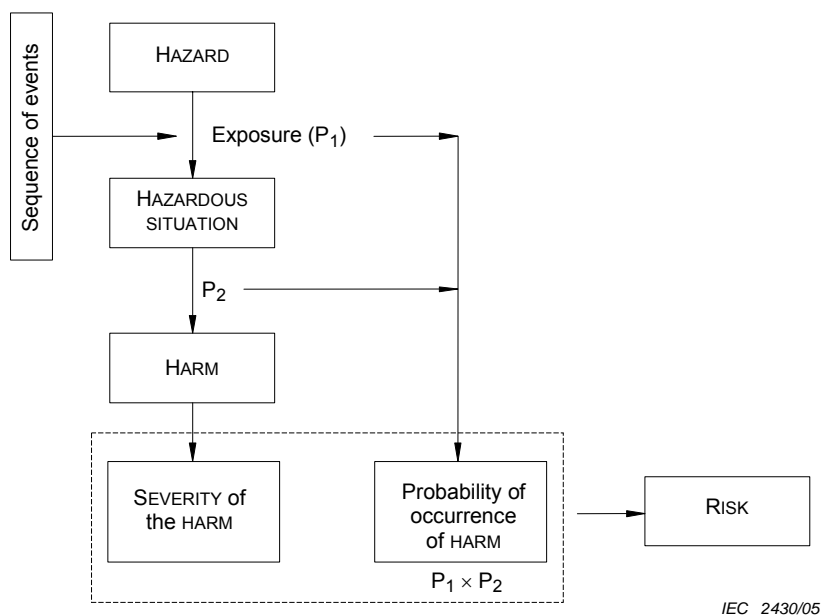 Sequence of events
HAZARD
Exposure (P1)
HAZARDOUS
SITUATION
P2
HARM
SEVERITY of
the HARM
Probability of
occurrence
of HARM
P1 × P2
RISK
IEC 2430/05